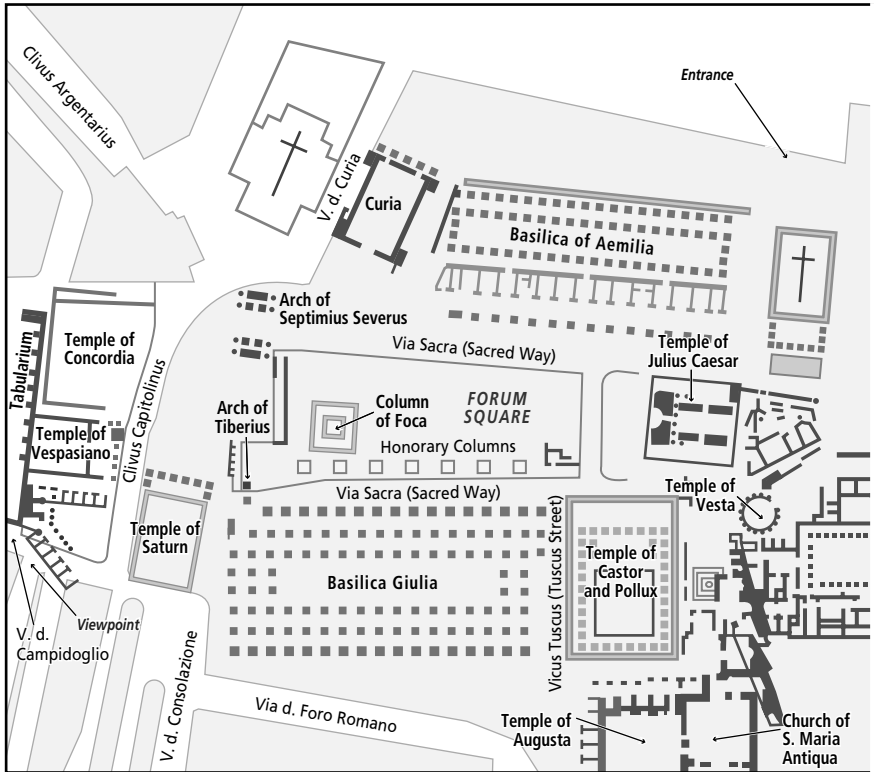 Clivus Argentarius
Entrance
V. d. Curia
Curia
Basilica of Aemilia
Arch of
Septimius Severus
Temple of
Concordia
Tabularium
Via Sacra (Sacred Way)
Temple of
Julius Caesar
FORUM
SQUARE
Column
of Foca
Arch of
Tiberius
Honorary Columns
Clivus Capitolinus
Temple of
Vespasiano
Via Sacra (Sacred Way)
Temple of
Vesta
Temple of
Saturn
Vicus Tuscus (Tuscus Street)
Temple of
Castor
and Pollux
Basilica Giulia
Viewpoint
V. d.
Campidoglio
V. d. Consolazione
Via d. Foro Romano
Temple of
Augusta
Church of
S. Maria
Antiqua